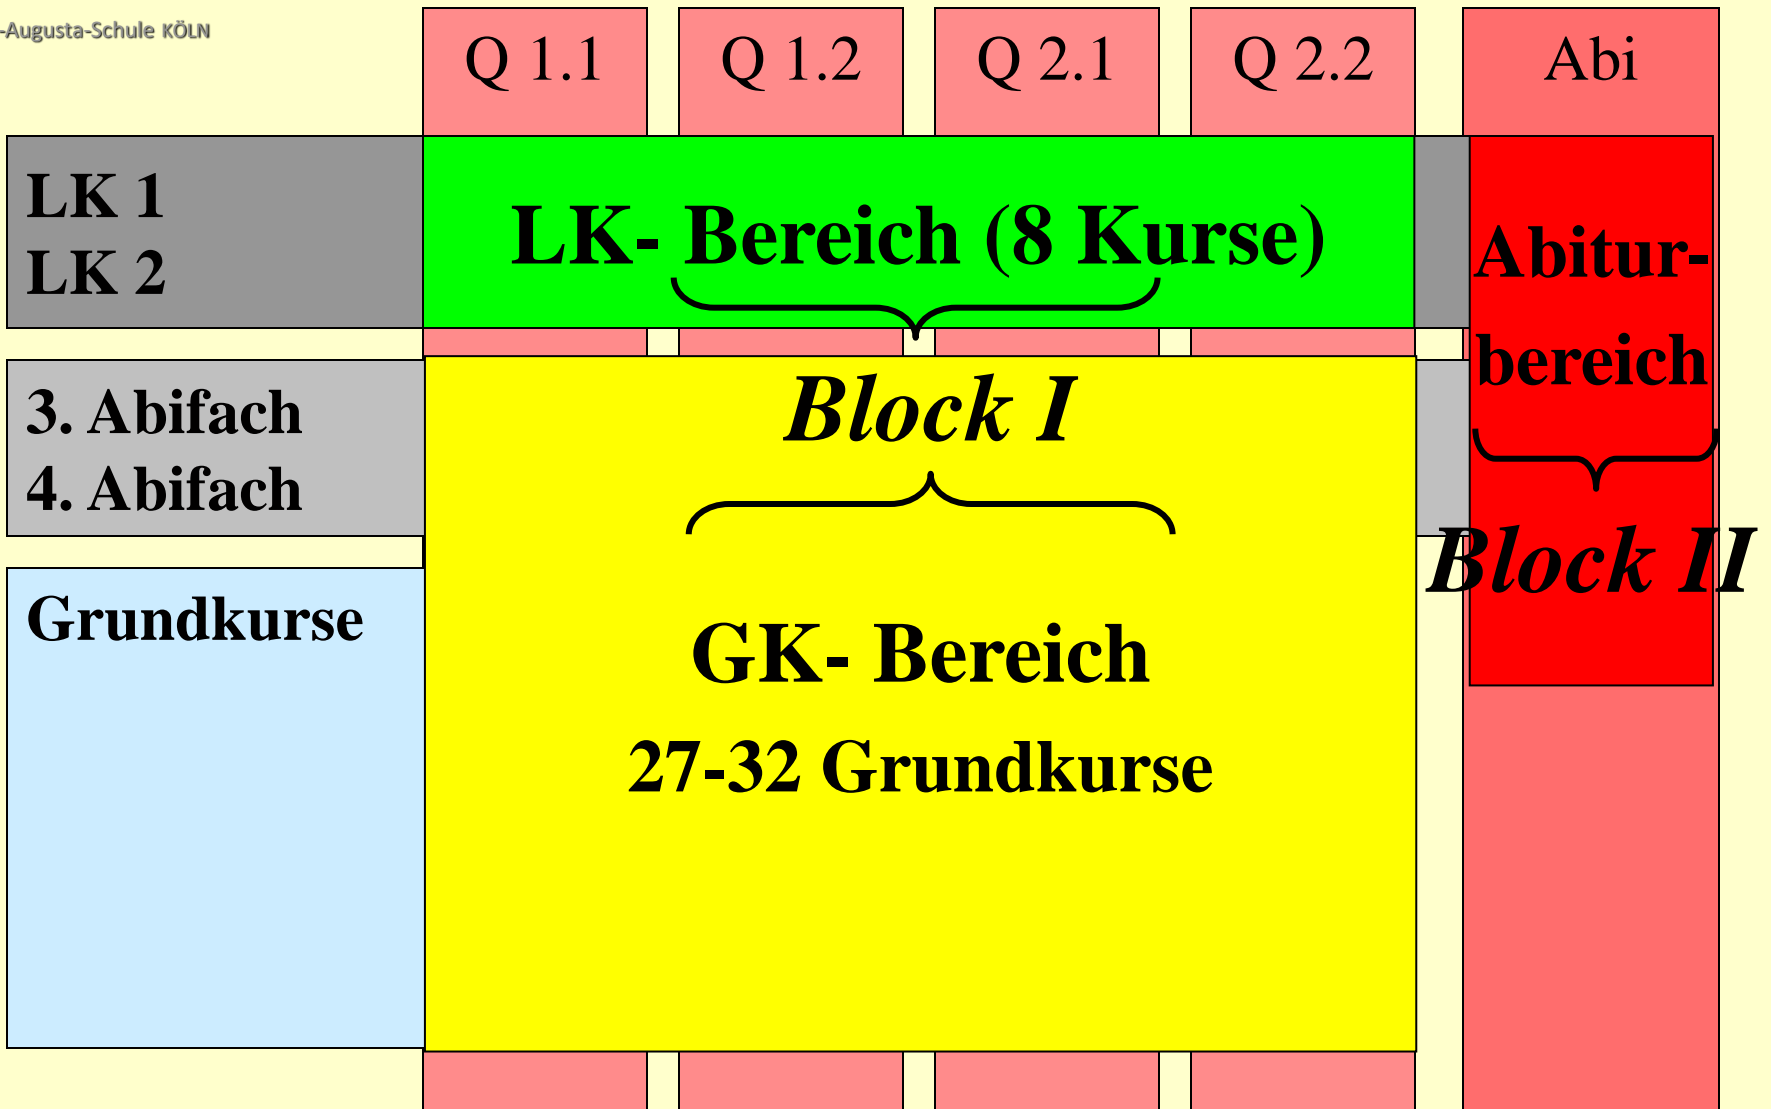 -Augusta-Schule KÖLN
Q 1.1 Q 1.2 Q 2.1 Q 2.2 Abi
LK 1
LK 2
LK- Bereich (8 Kurse)
Abitur-
bereich
3. Abifach
4. Abifach
Block I
Block II
Grundkurse
GK- Bereich
27-32 Grundkurse